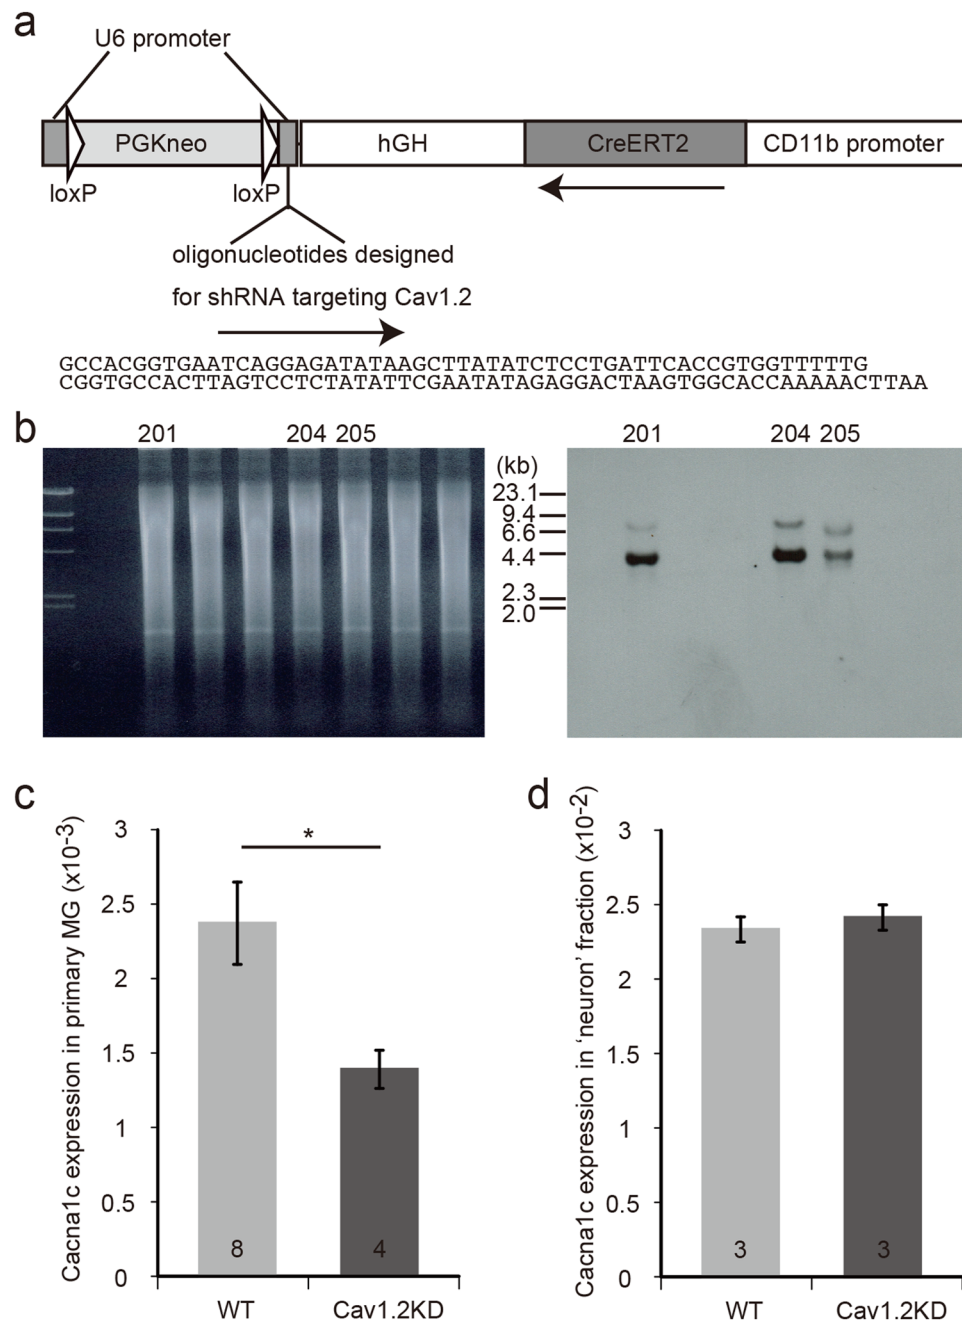 a
U6 promoter
PGKneo hGH CreERT2 CD11b promoter
loxP loxP
oligonucleotides designed
for shRNA targeting Cav1.2
GCCACGGTGAATCAGGAGATATAAGCTTATATCTCCTGATTCACCGTGGTTTTTG
CGGTGCCACTTAGTCCTCTATATTCGAATATAGAGGACTAAGTGGCACCAAAAACTTAA
b
201 204 205
(kb)
23.1
9.4
6.6
4.4
2.3
2.0
201 204 205
c
Cacna1c expression in primary MG (x10-3)
3
2.5
2
1.5
1
0.5
0
*
8 4
WT Cav1.2KD
d
Cacna1c expression in ‘neuron’ fraction (x10-2)
3
2.5
2
1.5
1
0.5
0
3 3
WT Cav1.2KD